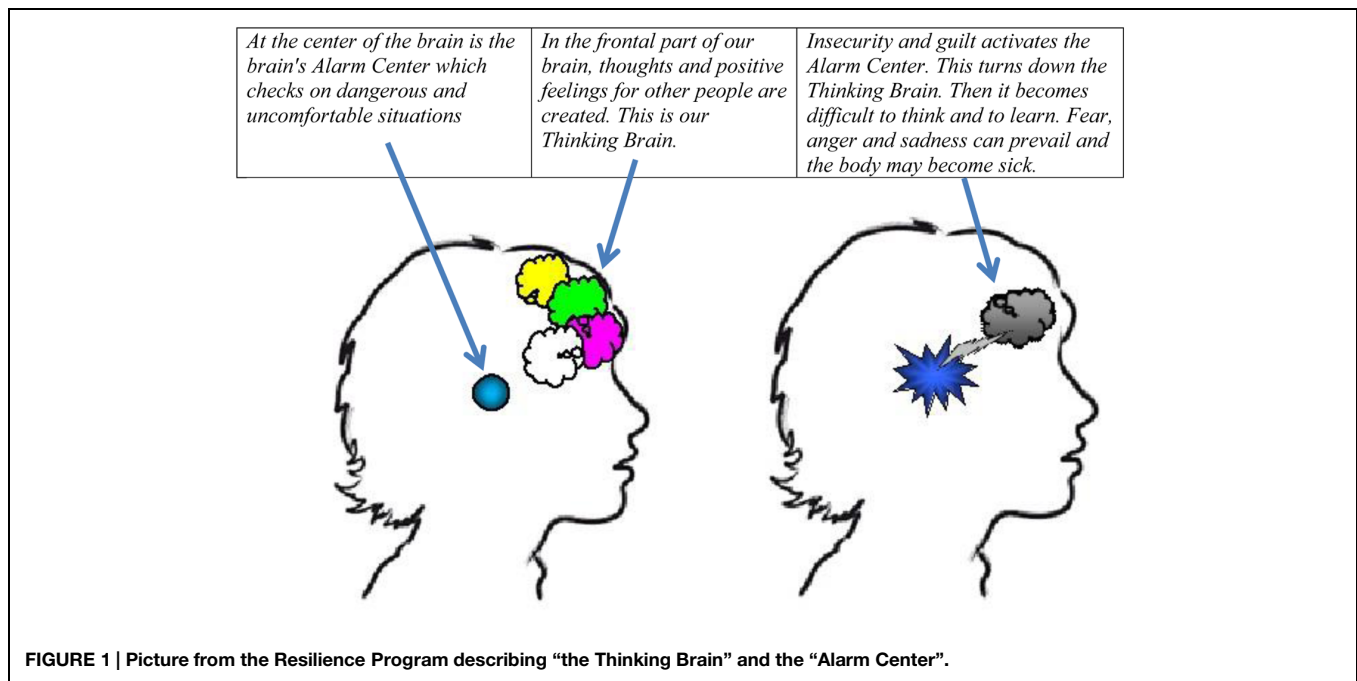 At the center of the brain is the
brain's Alarm Center which
checks on dangerous and
uncomfortable situations
In the frontal part of our
brain, thoughts and positive
feelings for other people are
created. This is our
Thinking Brain.
Insecurity and guilt activates the
Alarm Center. This turns down the
Thinking Brain. Then it becomes
difficult to think and to learn. Fear,
anger and sadness can prevail and
the body may become sick.
FIGURE 1 | Picture from the Resilience Program describing “the Thinking Brain” and the “Alarm Center”.